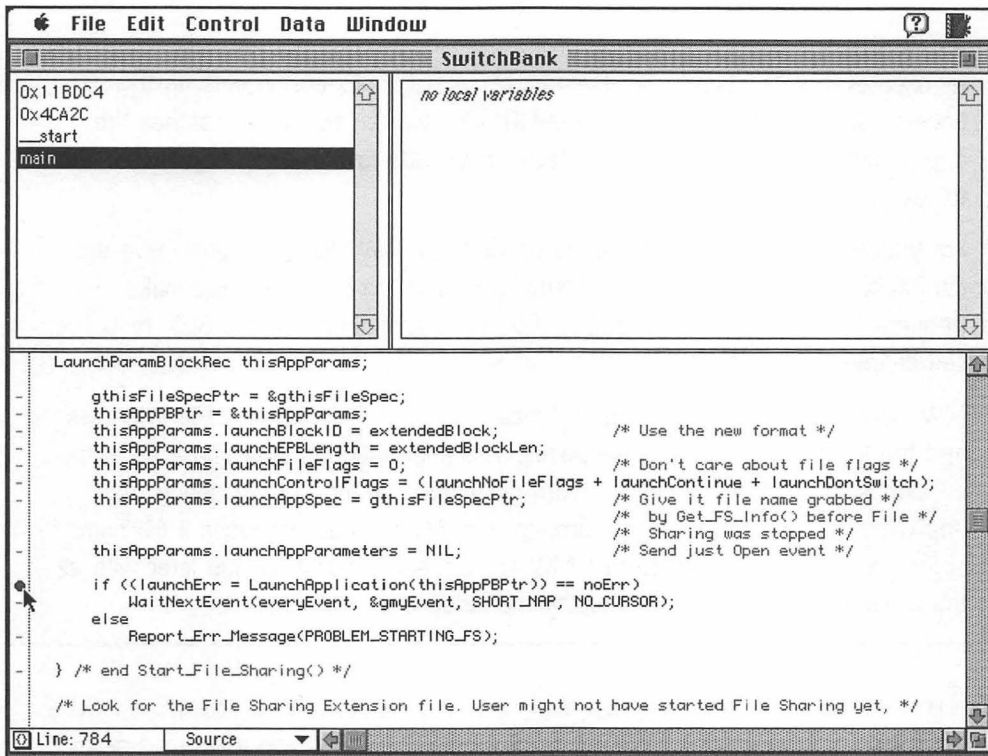 File Edit Control Data Window
SwitchBank
0x11BDC4
0x4CA2C
__start
main
no local variables
LaunchParamBlockRec thisAppParams;
gthisFileSpecPtr = &gthisFileSpec;
thisAppPBPtr = &thisAppParams;
thisAppParams.launchBlockID = extendedBlock; /* Use the new format */
thisAppParams.launchEPBLength = extendedBlockLen;
thisAppParams.launchFileFlags = 0; /* Don't care about file flags */
thisAppParams.launchControlFlags = (launchNoFileFlags + launchContinue + launchDontSwitch);
thisAppParams.launchAppSpec = gthisFileSpecPtr; /* Give it file name grabbed */
/* by Get_FS_Info() before File */
/* Sharing was stopped */
thisAppParams.launchAppParameters = NIL; /* Send just Open event */
if ((launchErr = LaunchApplication(thisAppPBPtr)) == noErr)
WaitNextEvent(everyEvent, &gmyEvent, SHORT_NAP, NO_CURSOR);
else
Report_Err_Message(PROBLEM_STARTING_FS);
} /* end Start_File_Sharing() */
/* Look for the File Sharing Extension file. User might not have started File Sharing yet, */
Line: 784 Source